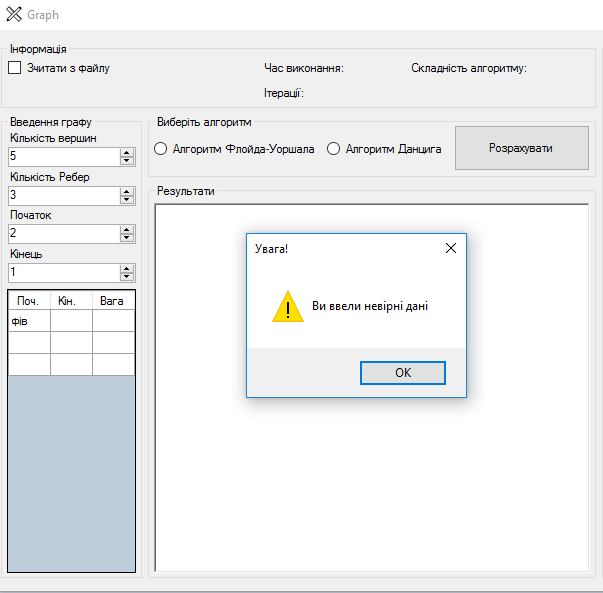 Graph
Інформація
Зчитати з файлу
Час виконання:
Складність алгоритму:
Ітерації:
Введення графу
Кількість вершин
5
Кількість Ребер
3
Початок
2
Кінець
1
Поч. Кін. Вага
фів
Виберіть алгоритм
Алгоритм Флойда-Уоршала
Алгоритм Данцига
Розрахувати
Результати
Увага!
Ви ввели невірні дані
ОК